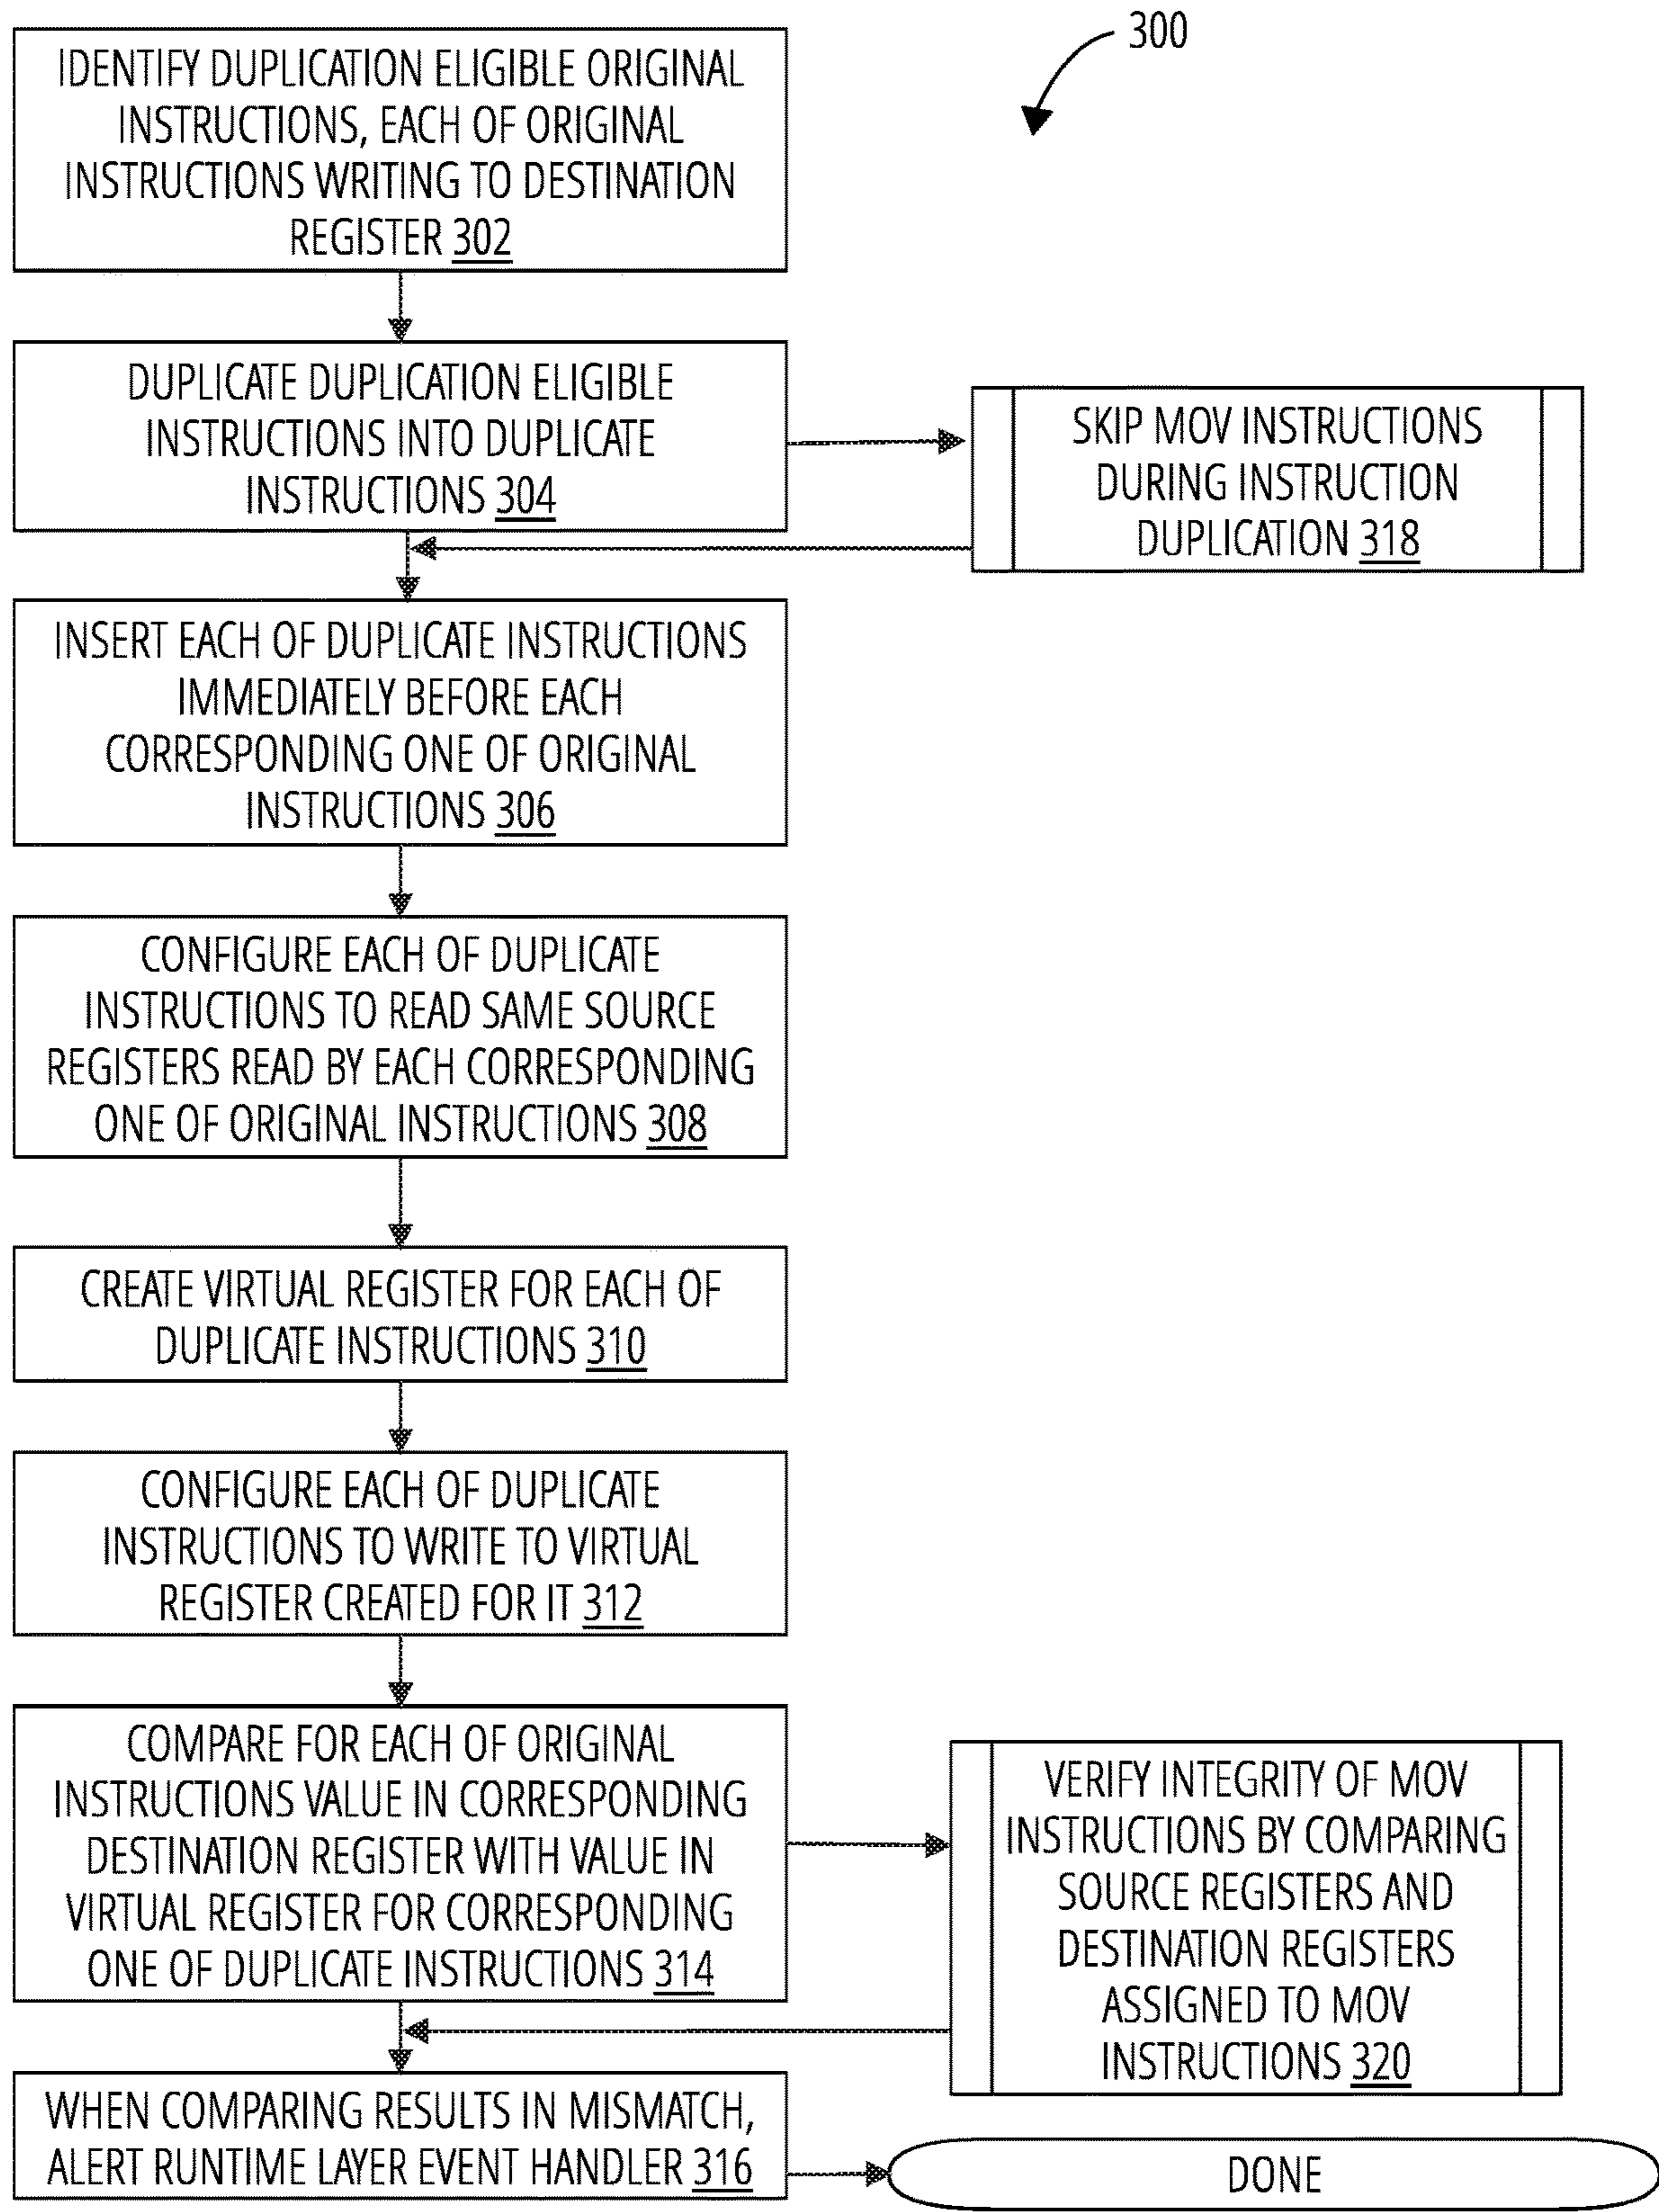 300
IDENTIFY DUPLICATION ELIGIBLE ORIGINAL
INSTRUCTIONS, EACH OF ORIGINAL
INSTRUCTIONS WRITING TO DESTINATION
REGISTER 302
DUPLICATE DUPLICATION ELIGIBLE
INSTRUCTIONS INTO DUPLICATE
INSTRUCTIONS 304
SKIP MOV INSTRUCTIONS
DURING INSTRUCTION
DUPLICATION 318
INSERT EACH OF DUPLICATE INSTRUCTIONS
IMMEDIATELY BEFORE EACH
CORRESPONDING ONE OF ORIGINAL
INSTRUCTIONS 306
CONFIGURE EACH OF DUPLICATE
INSTRUCTIONS TO READ SAME SOURCE
REGISTERS READ BY EACH CORRESPONDING
ONE OF ORIGINAL INSTRUCTIONS 308
CREATE VIRTUAL REGISTER FOR EACH OF
DUPLICATE INSTRUCTIONS 310
CONFIGURE EACH OF DUPLICATE
INSTRUCTIONS TO WRITE TO VIRTUAL
REGISTER CREATED FOR IT 312
COMPARE FOR EACH OF ORIGINAL
INSTRUCTIONS VALUE IN CORRESPONDING
DESTINATION REGISTER WITH VALUE IN
VIRTUAL REGISTER FOR CORRESPONDING
ONE OF DUPLICATE INSTRUCTIONS 314
VERIFY INTEGRITY OF MOV
INSTRUCTIONS BY COMPARING
SOURCE REGISTERS AND
DESTINATION REGISTERS
ASSIGNED TO MOV
INSTRUCTIONS 320
WHEN COMPARING RESULTS IN MISMATCH,
ALERT RUNTIME LAYER EVENT HANDLER 316
DONE